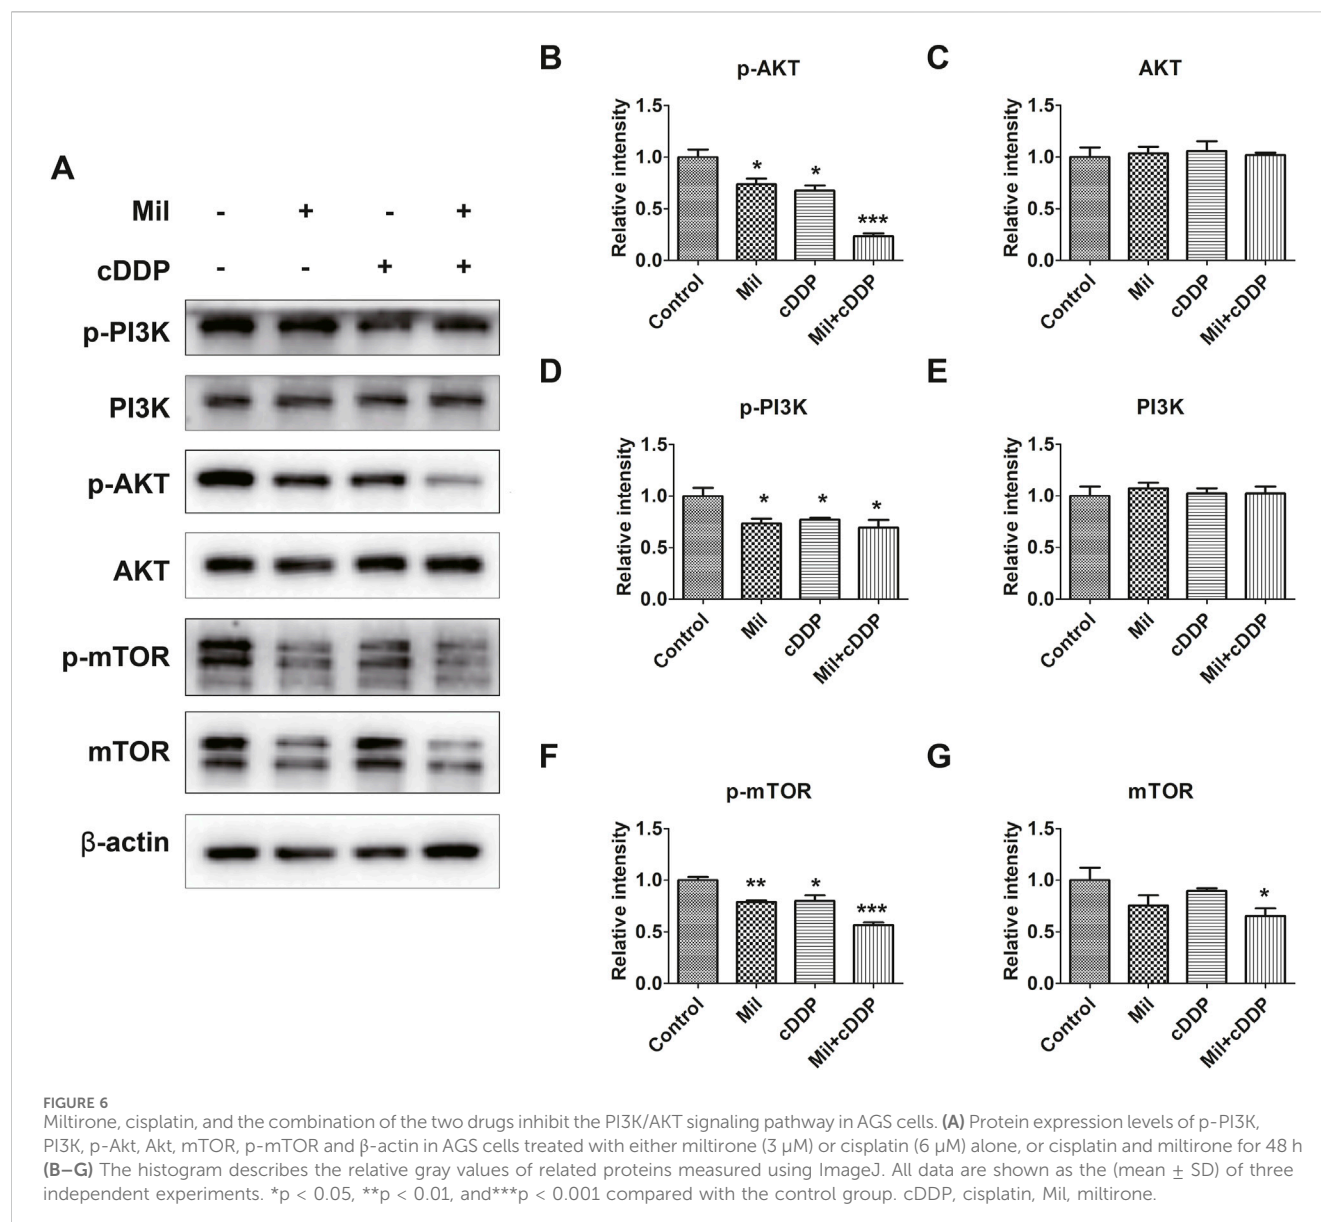 A
Mil - + - +
cDDP - - + +
p-PI3K
PI3K
p-AKT
AKT
p-mTOR
mTOR
β-actin
B
p-AKT
Relative intensity
1.5
1.0
0.5
0.0
*
*
***
Control
Mil
cDDP
Mil+cDDP
C
AKT
Relative intensity
1.5
1.0
0.5
0.0
Control
Mil
cDDP
Mil+cDDP
D
p-PI3K
Relative intensity
1.5
1.0
0.5
0.0
*
*
*
Control
Mil
cDDP
Mil+cDDP
E
PI3K
Relative intensity
1.5
1.0
0.5
0.0
Control
Mil
cDDP
Mil+cDDP
F
p-mTOR
Relative intensity
1.5
1.0
0.5
0.0
**
*
***
Control
Mil
cDDP
Mil+cDDP
G
mTOR
Relative intensity
1.5
1.0
0.5
0.0
*
Control
Mil
cDDP
Mil+cDDP
FIGURE 6
Miltirone, cisplatin, and the combination of the two drugs inhibit the PI3K/AKT signaling pathway in AGS cells. (A) Protein expression levels of p-PI3K,
PI3K, p-Akt, Akt, mTOR, p-mTOR and β-actin in AGS cells treated with either miltirone (3 μM) or cisplatin (6 μM) alone, or cisplatin and miltirone for 48 h
(B–G) The histogram describes the relative gray values of related proteins measured using ImageJ. All data are shown as the (mean ± SD) of three
independent experiments. *p < 0.05, **p < 0.01, and***p < 0.001 compared with the control group. cDDP, cisplatin, Mil, miltirone.